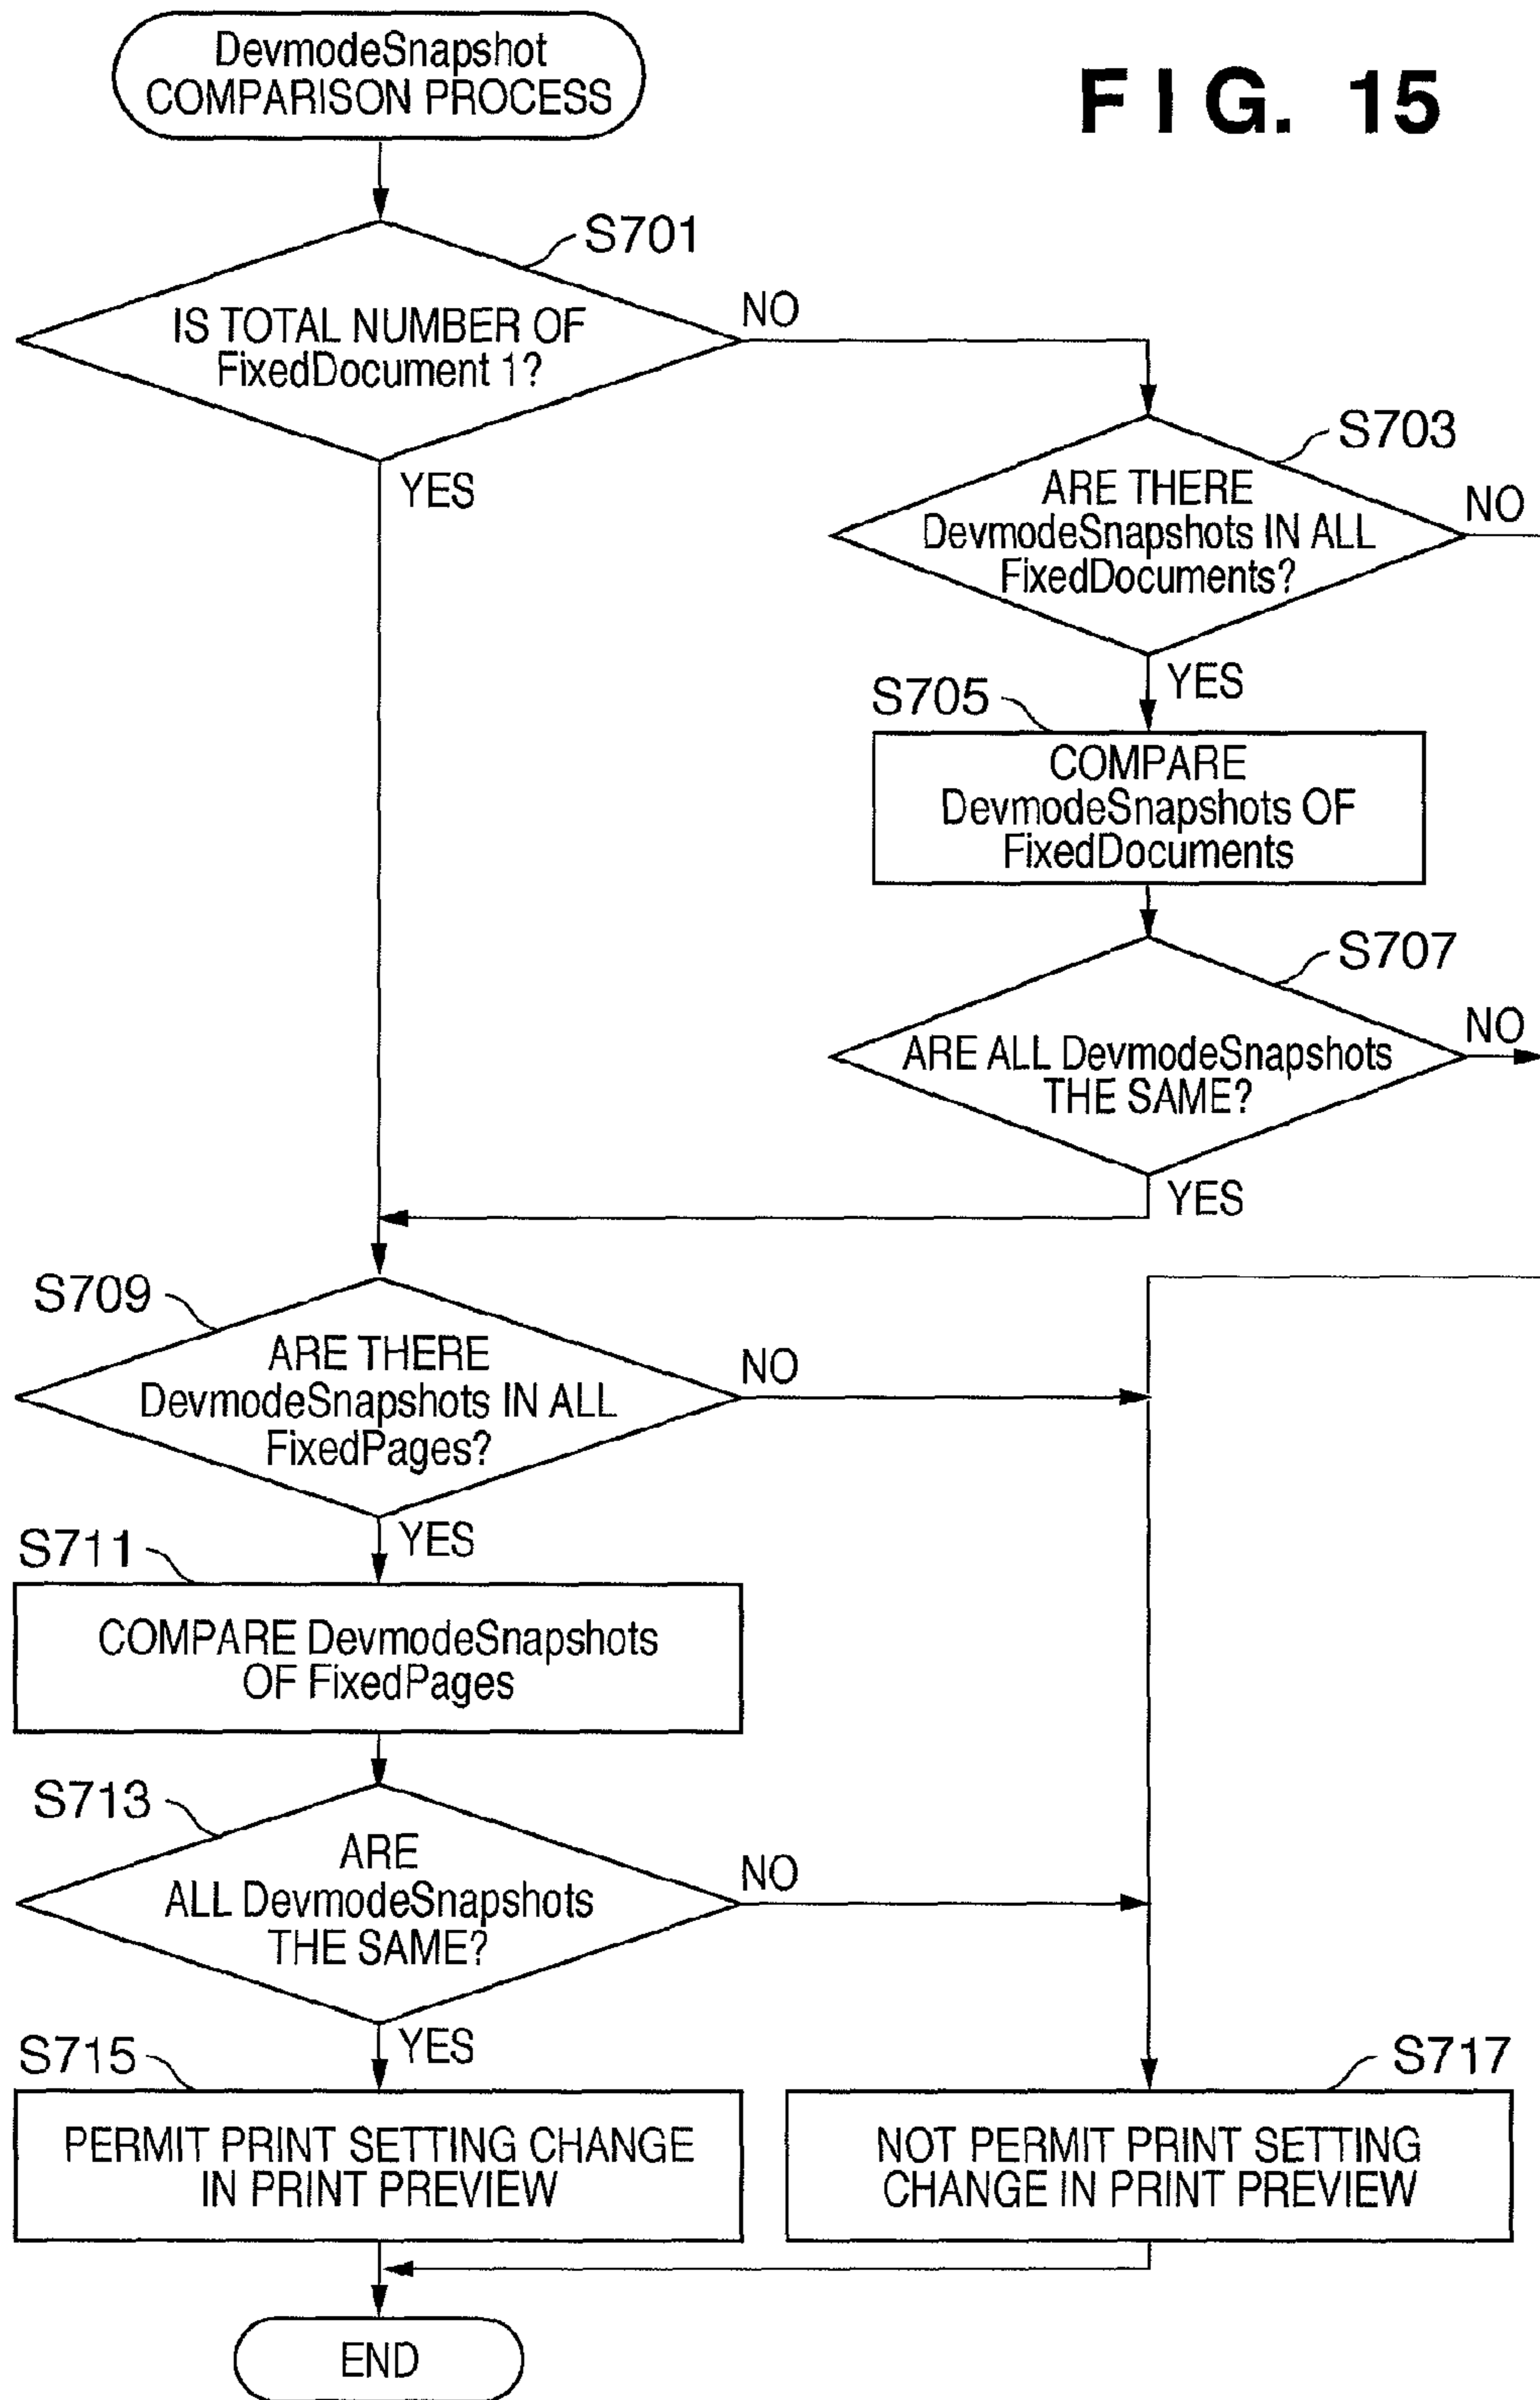 DevmodeSnapshot
COMPARISON PROCESS
FIG. 15
S701
IS TOTAL NUMBER OF
FixedDocument 1?
NO
YES
S703
ARE THERE
DevmodeSnapshots IN ALL
FixedDocuments?
NO
YES
S705
COMPARE
DevmodeSnapshots OF
FixedDocuments
S707
ARE ALL DevmodeSnapshots
THE SAME?
NO
YES
S709
ARE THERE
DevmodeSnapshots IN ALL
FixedPages?
NO
YES
S711
COMPARE DevmodeSnapshots
OF FixedPages
S713
ARE
ALL DevmodeSnapshots
THE SAME?
NO
YES
S715
PERMIT PRINT SETTING CHANGE
IN PRINT PREVIEW
S717
NOT PERMIT PRINT SETTING
CHANGE IN PRINT PREVIEW
END